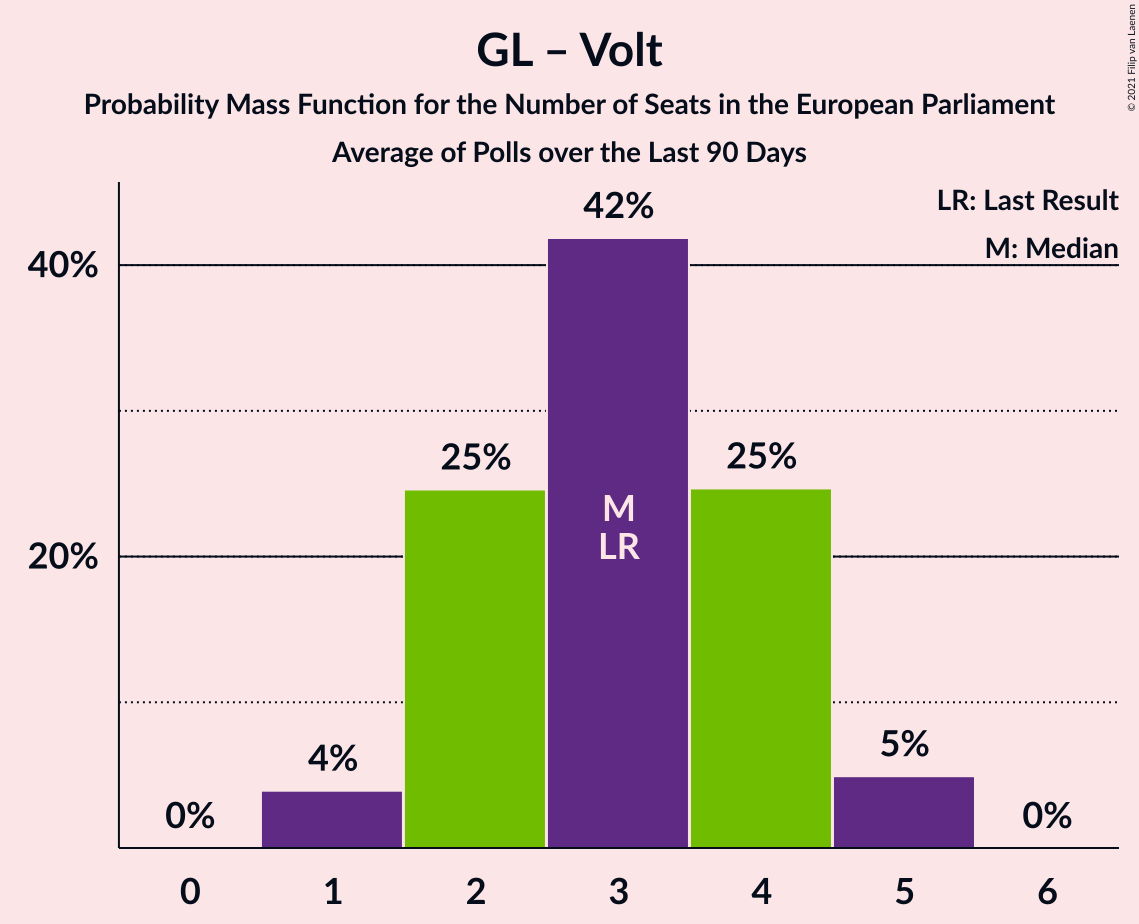 GL – Volt
Probability Mass Function for the Number of Seats in the European Parliament
Average of Polls over the Last 90 Days
© 2021 Filip van Laenen
LR: Last Result
M: Median
42%
40%
25%
25%
M
LR
20%
4%
5%
0%
0%
0 1 2 3 4 5 6